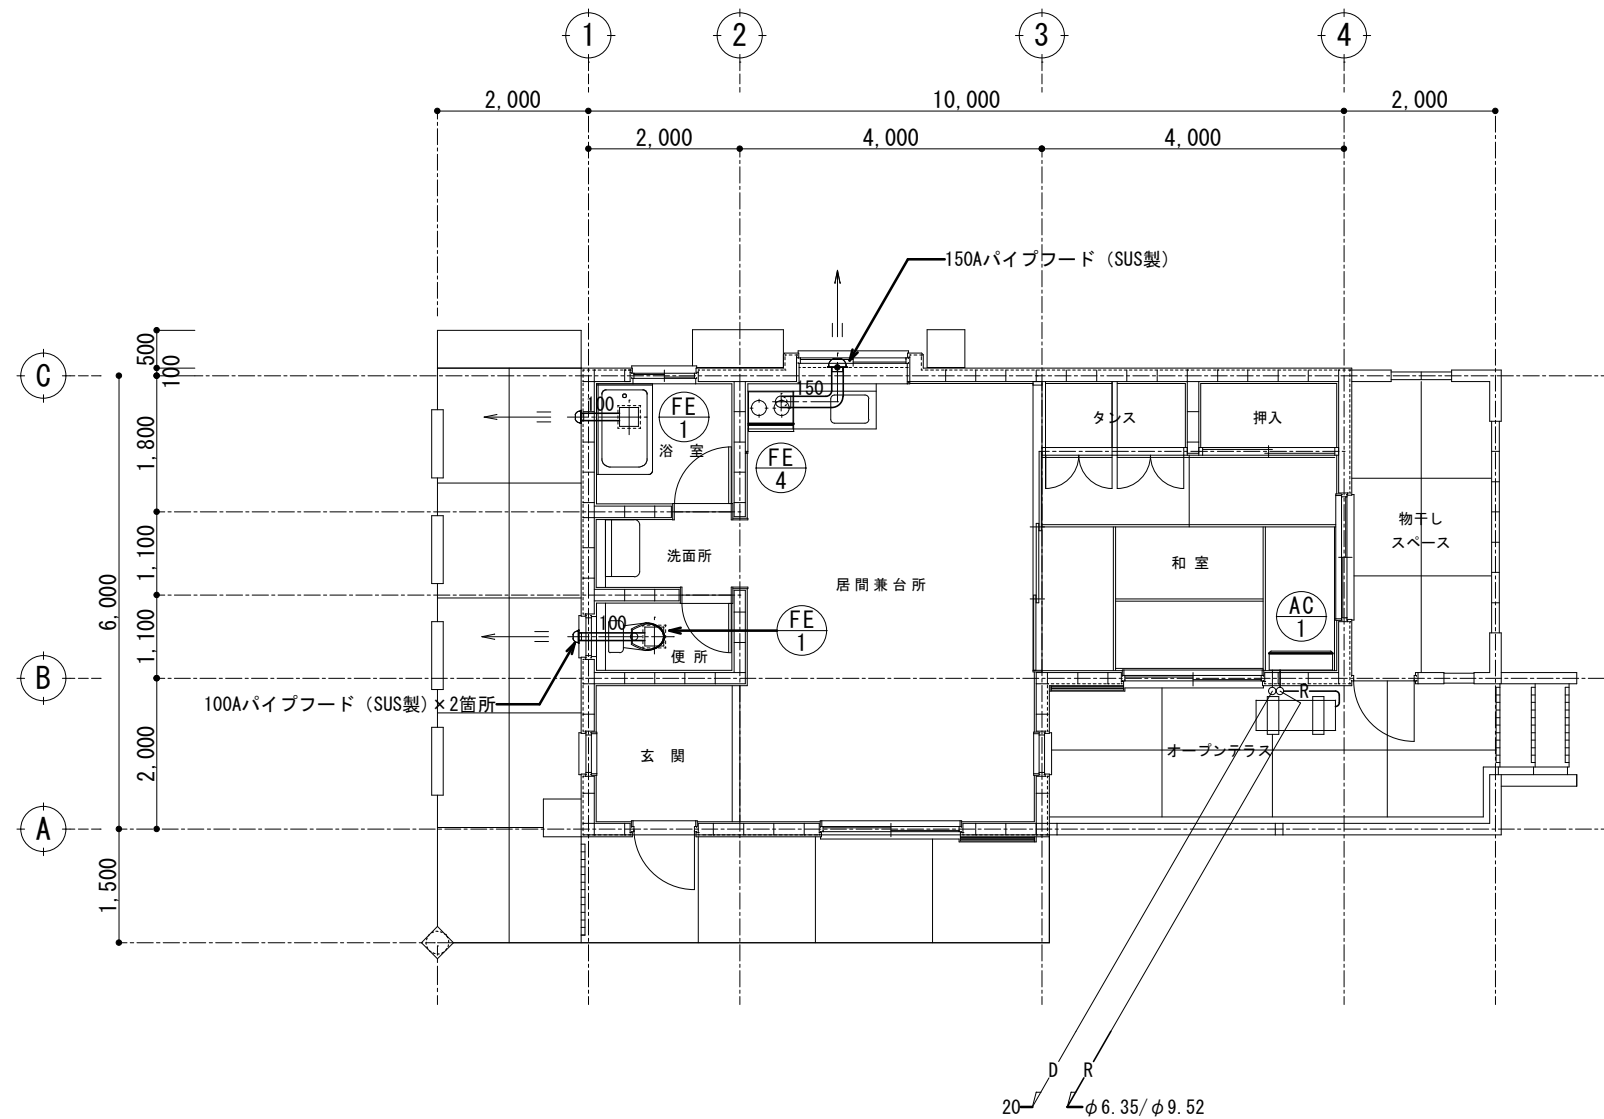 1
2
3
4
2,000
10,000
2,000
2,000
4,000
4,000
150Aパイプフード（SUS製）
C
500
100
150
100
FE
1
タンス
押入
1,800
浴 室
FE
4
物干し
スペース
1,100
洗面所
和 室
居間兼台所
6,000
AC
1
100
FE
1
1,100
便 所
B
R
100Aパイプフード（SUS製）×2箇所
2,000
玄 関
オープンテラス
A
1,500
D
R
20
φ6.35/φ9.52